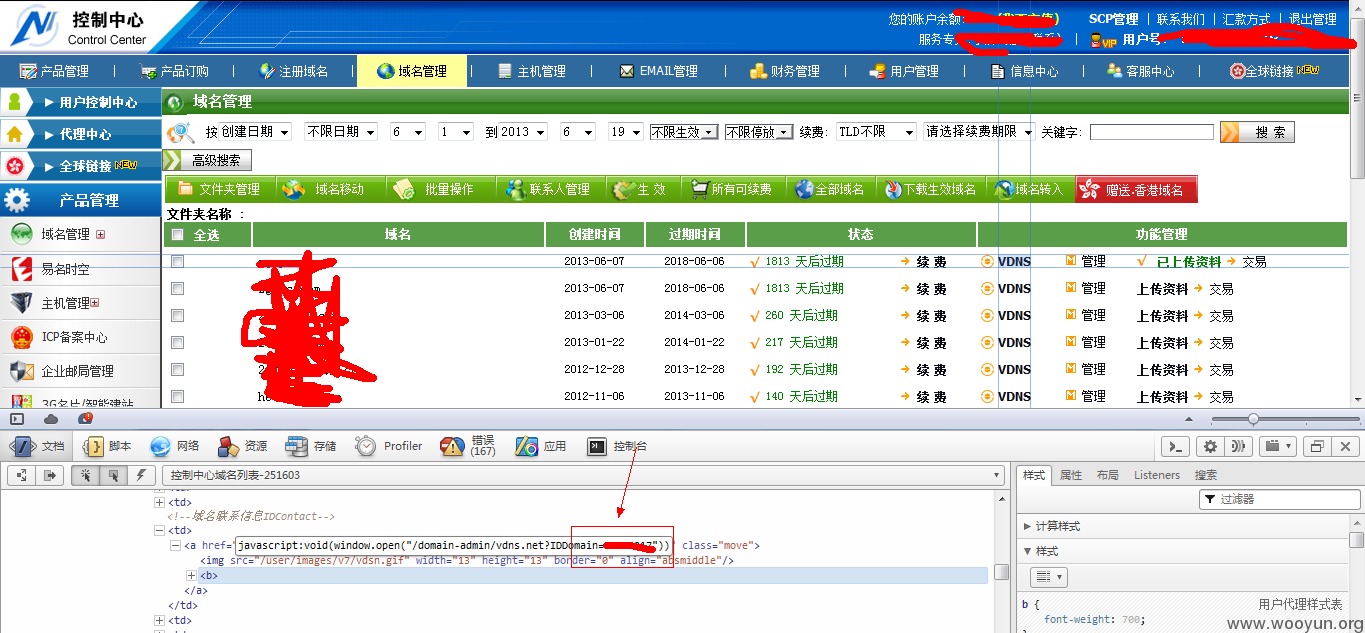 控制中心
Control Center
您的账户余额:
SCP管理 | 联系我们 | 汇款方式 | 退出管理
服务专
VIP 用户号:
产品管理 | 产品订购 | 注册域名 | 域名管理 | 主机管理 | EMAIL管理 | 财务管理 | 用户管理 | 信息中心 | 客服中心 | 全球链接 NEW
用户控制中心
代理中心
全球链接 NEW
产品管理
域名管理
易名时空
主机管理
ICP备案中心
企业邮局管理
3G名片/智能建站
域名管理
按 创建日期 不限日期 6 1 到 2013 6 19 不限生效 不限停放 续费: TLD不限 请选择续费期限 关键字: 搜 索
高级搜索
文件夹管理 域名移动 批量操作 联系人管理 生 效 所有可续费 全部域名 下载生效域名 域名转入 赠送.香港域名
文件夹名称 :
全选 域名 创建时间 过期时间 状态 功能管理
2013-06-07 2018-06-06 √ 1813 天后过期 续 费 VDNS 管理 √ 已上传资料 交易
2013-06-07 2018-06-06 √ 1813 天后过期 续 费 VDNS 管理 上传资料 交易
2013-03-06 2014-03-06 √ 260 天后过期 续 费 VDNS 管理 上传资料 交易
2013-01-22 2014-01-22 √ 217 天后过期 续 费 VDNS 管理 上传资料 交易
2012-12-28 2013-12-28 √ 192 天后过期 续 费 VDNS 管理 上传资料 交易
2012-11-06 2013-11-06 √ 140 天后过期 续 费 VDNS 管理 上传资料 交易
文档 脚本 网络 资源 存储 Profiler 错误 (167) 应用 控制台
控制中心域名列表-251603
<td>
<!--域名联系信息IDContact-->
<td>
<a href="javascript:void(window.open("/domain-admin/vdns.net?IDDomain= "))" class="move">
<img src="/user/images/v7/vdsn.gif" width="13" height="13" border="0" align="absmiddle"/>
<b>
</a>
</td>
<td>
样式 属性 布局 Listeners 搜索
过滤器
计算样式
样式
用户代理样式表
b {
font-weight: 700;
www.wooyun.org